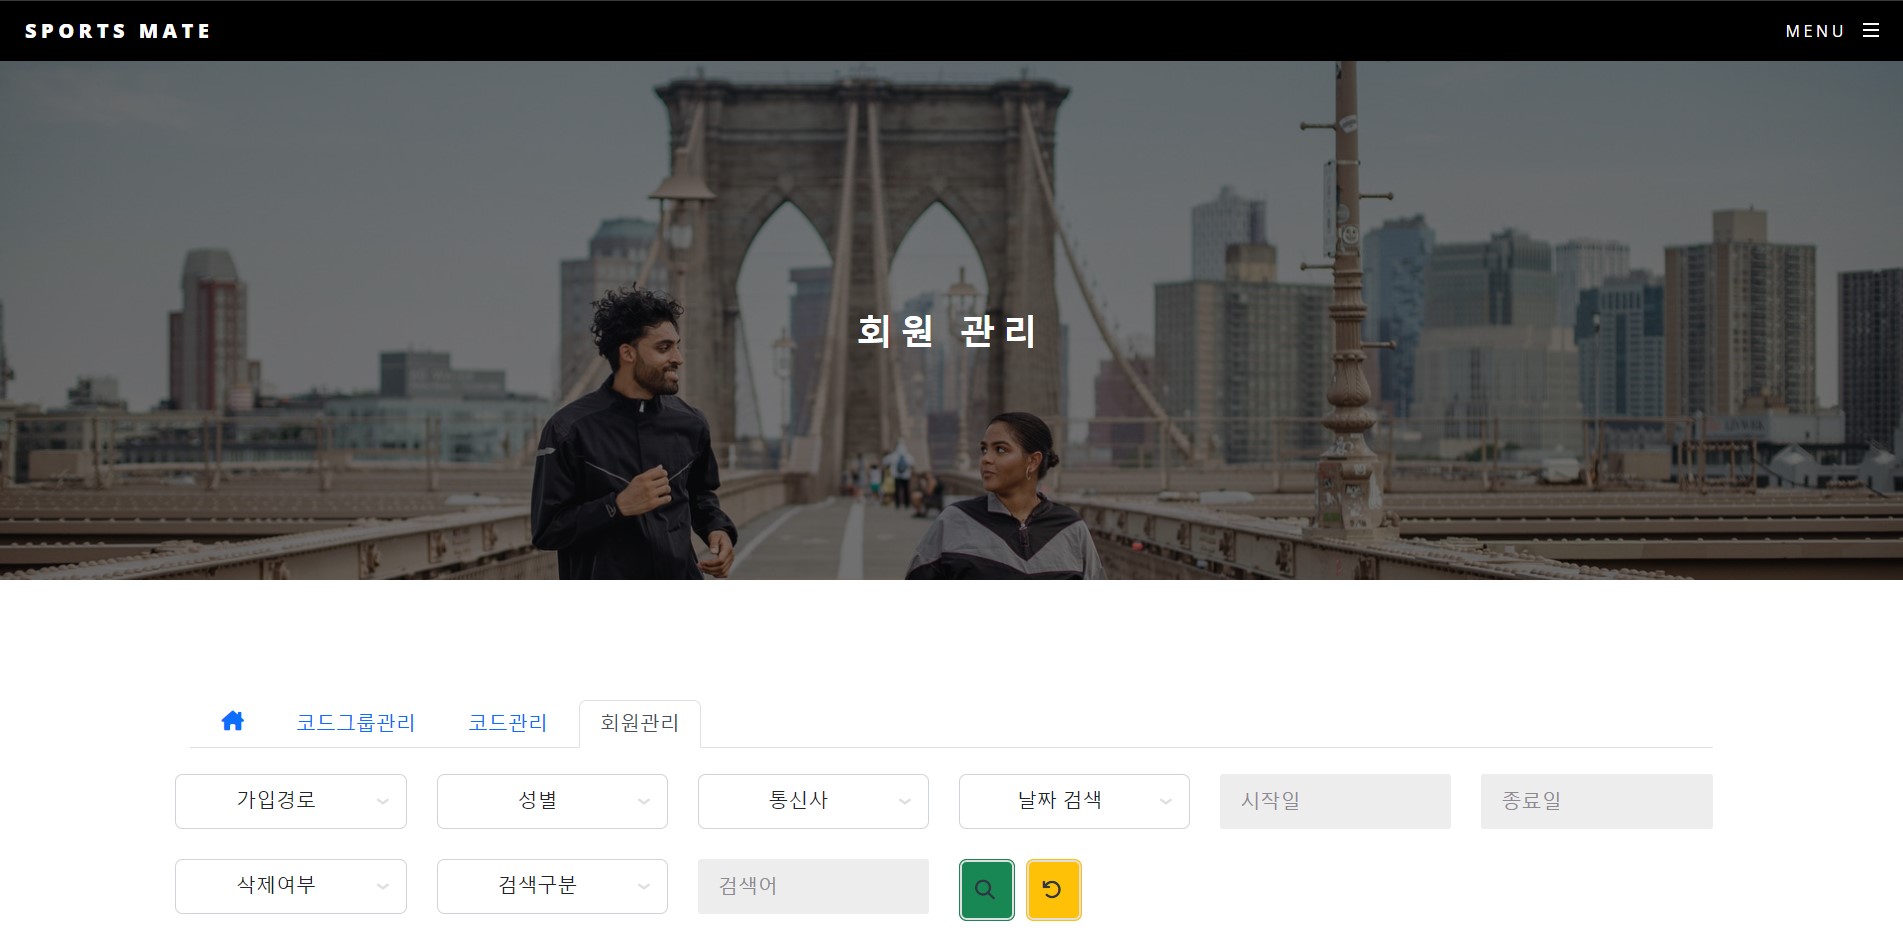 SPORTS MATE
MENU
회원 관리
코드그룹관리
코드관리
회원관리
가입경로
성별
통신사
날짜 검색
시작일
종료일
삭제여부
검색구분
검색어